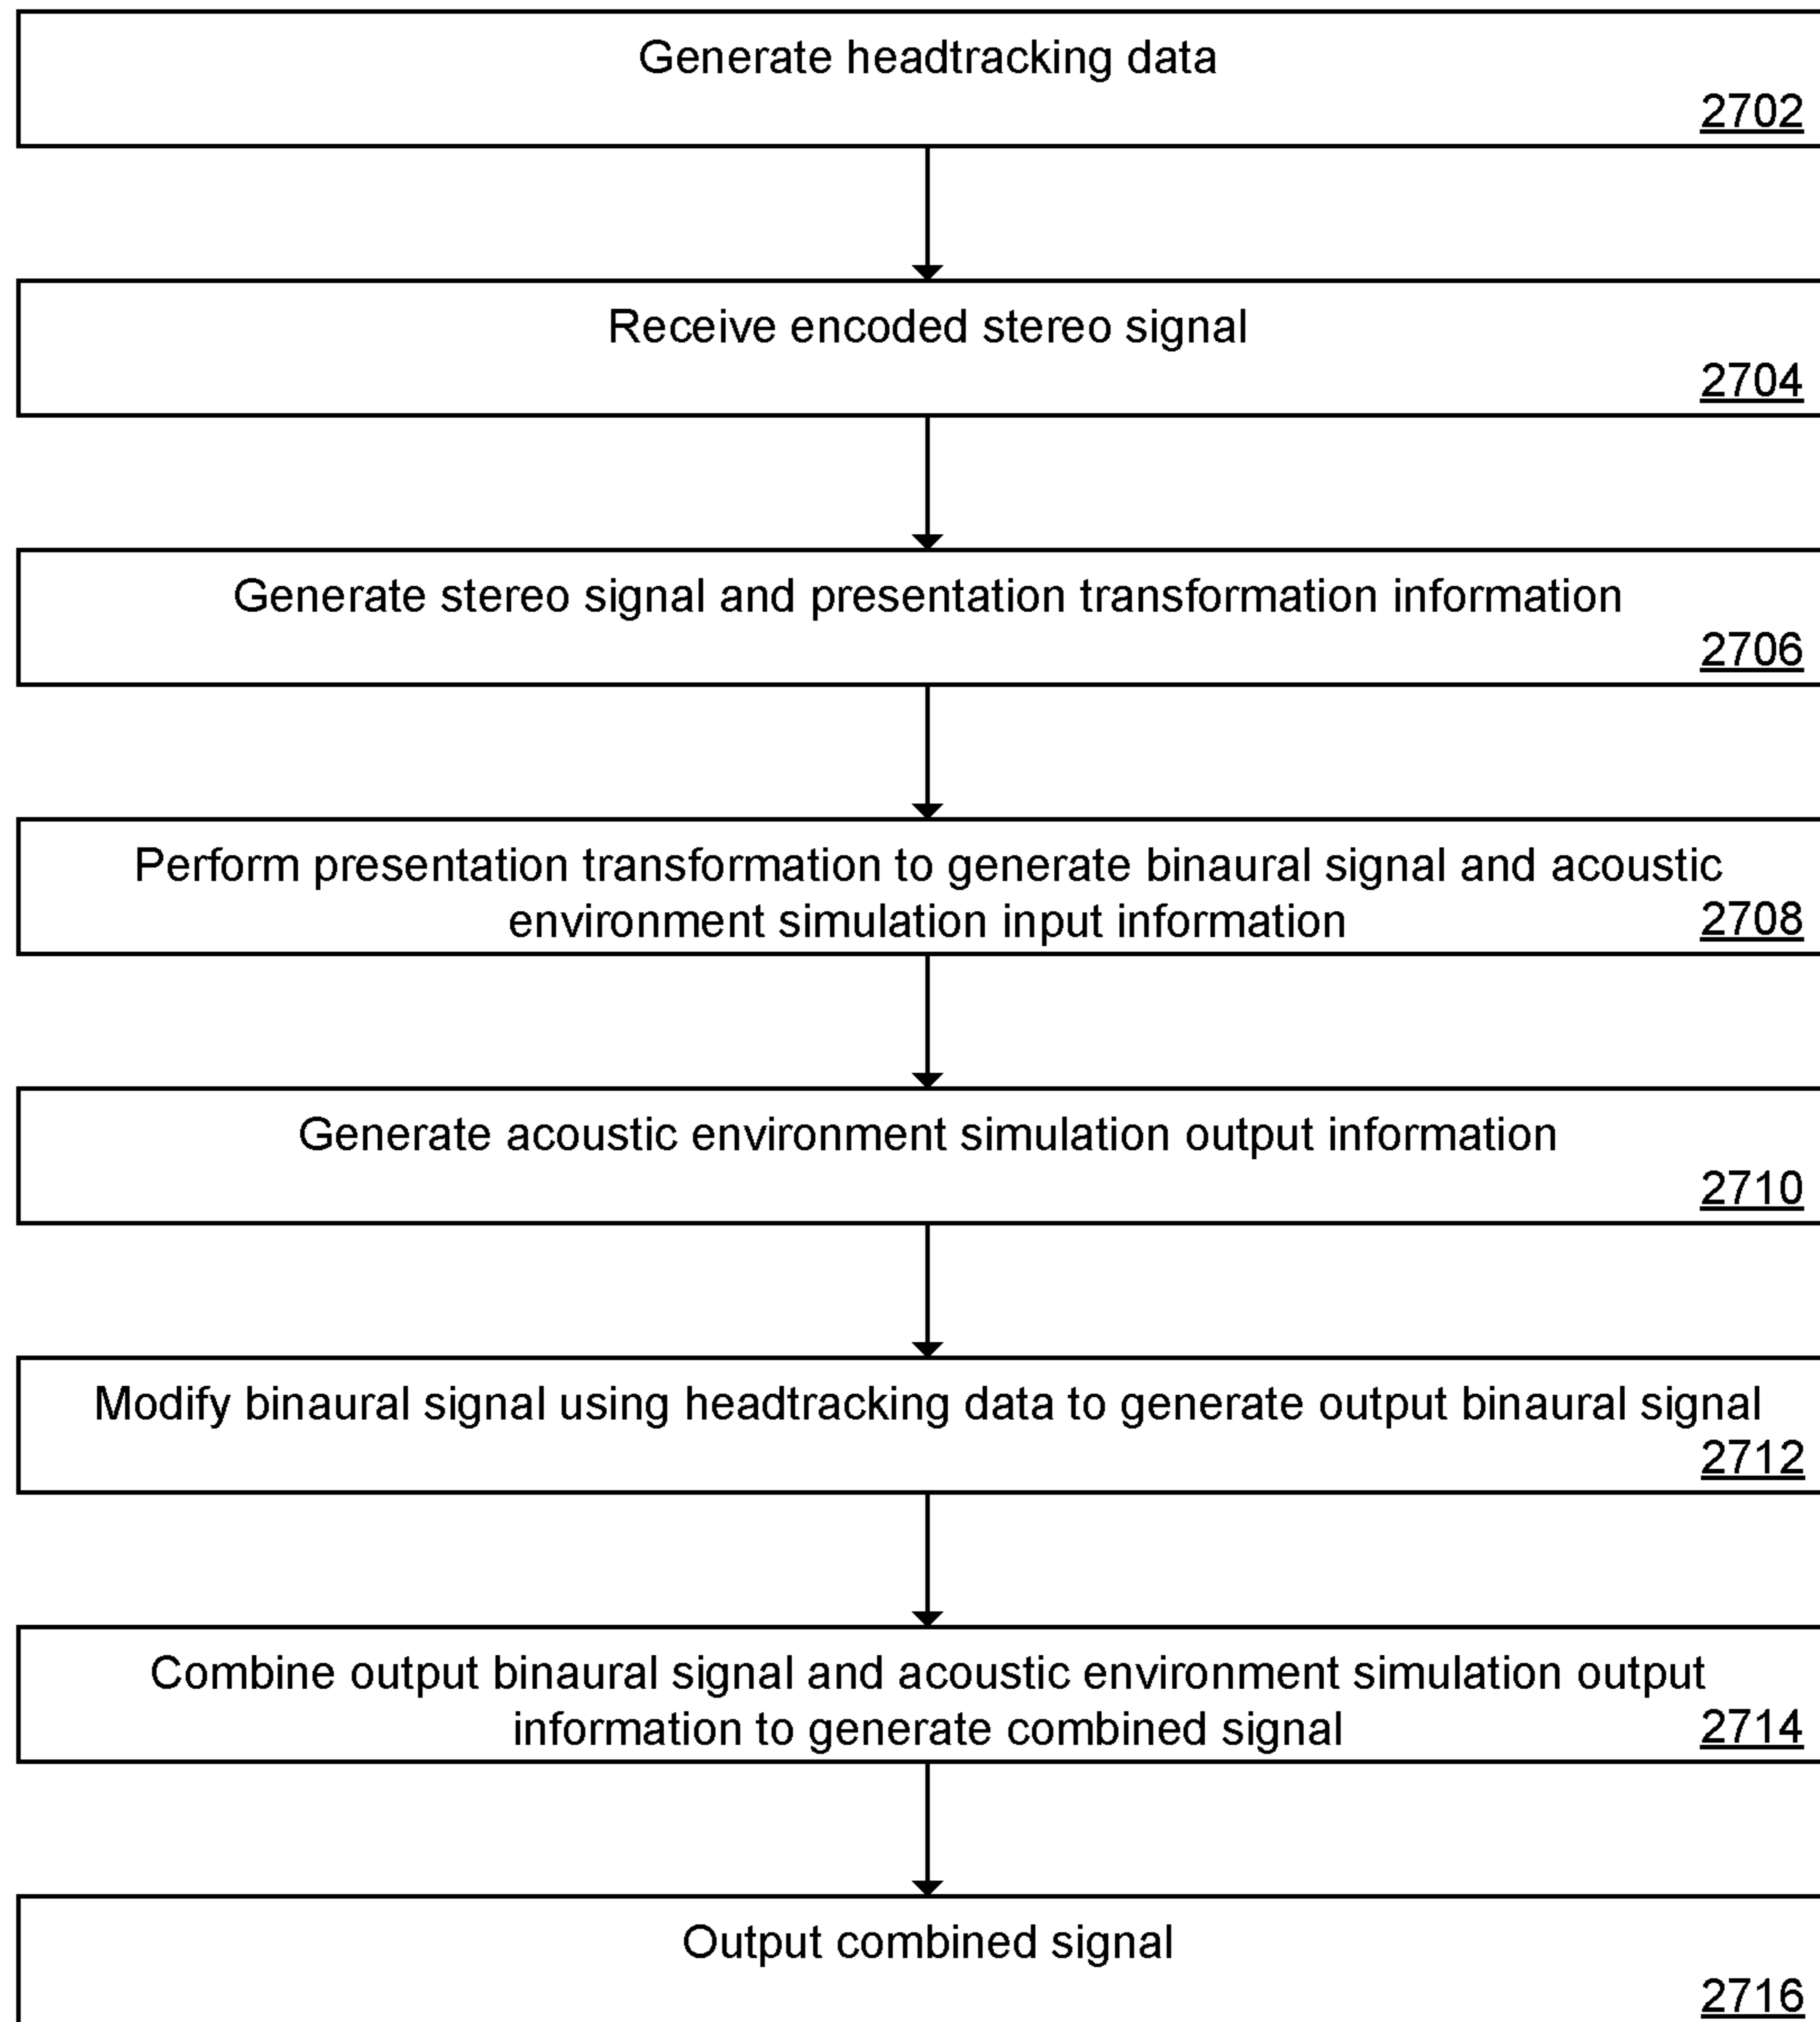 Generate headtracking data
2702
Receive encoded stereo signal
2704
Generate stereo signal and presentation transformation information
2706
Perform presentation transformation to generate binaural signal and acoustic
environment simulation input information
2708
Generate acoustic environment simulation output information
2710
Modify binaural signal using headtracking data to generate output binaural signal
2712
Combine output binaural signal and acoustic environment simulation output
information to generate combined signal
2714
Output combined signal
2716